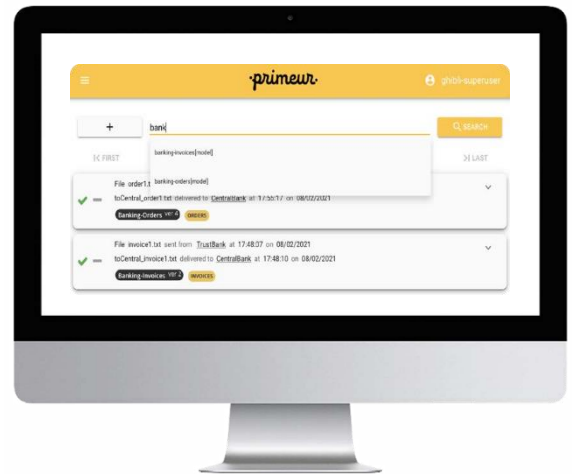 primeur
ghibli-superuser
+
bank
SEARCH
FIRST
LAST
banking-invoices[model]
banking-orders[model]
File order1.t
toCentral_order1.txt delivered to CentralBank at 17:55:17 on 08/02/2021
Banking-Orders ver 4 ORDERS
File invoice1.txt sent from TrustBank at 17:48:07 on 08/02/2021
toCentral_invoice1.txt delivered to CentralBank at 17:48:10 on 08/02/2021
Banking-Invoices ver 2 INVOICES